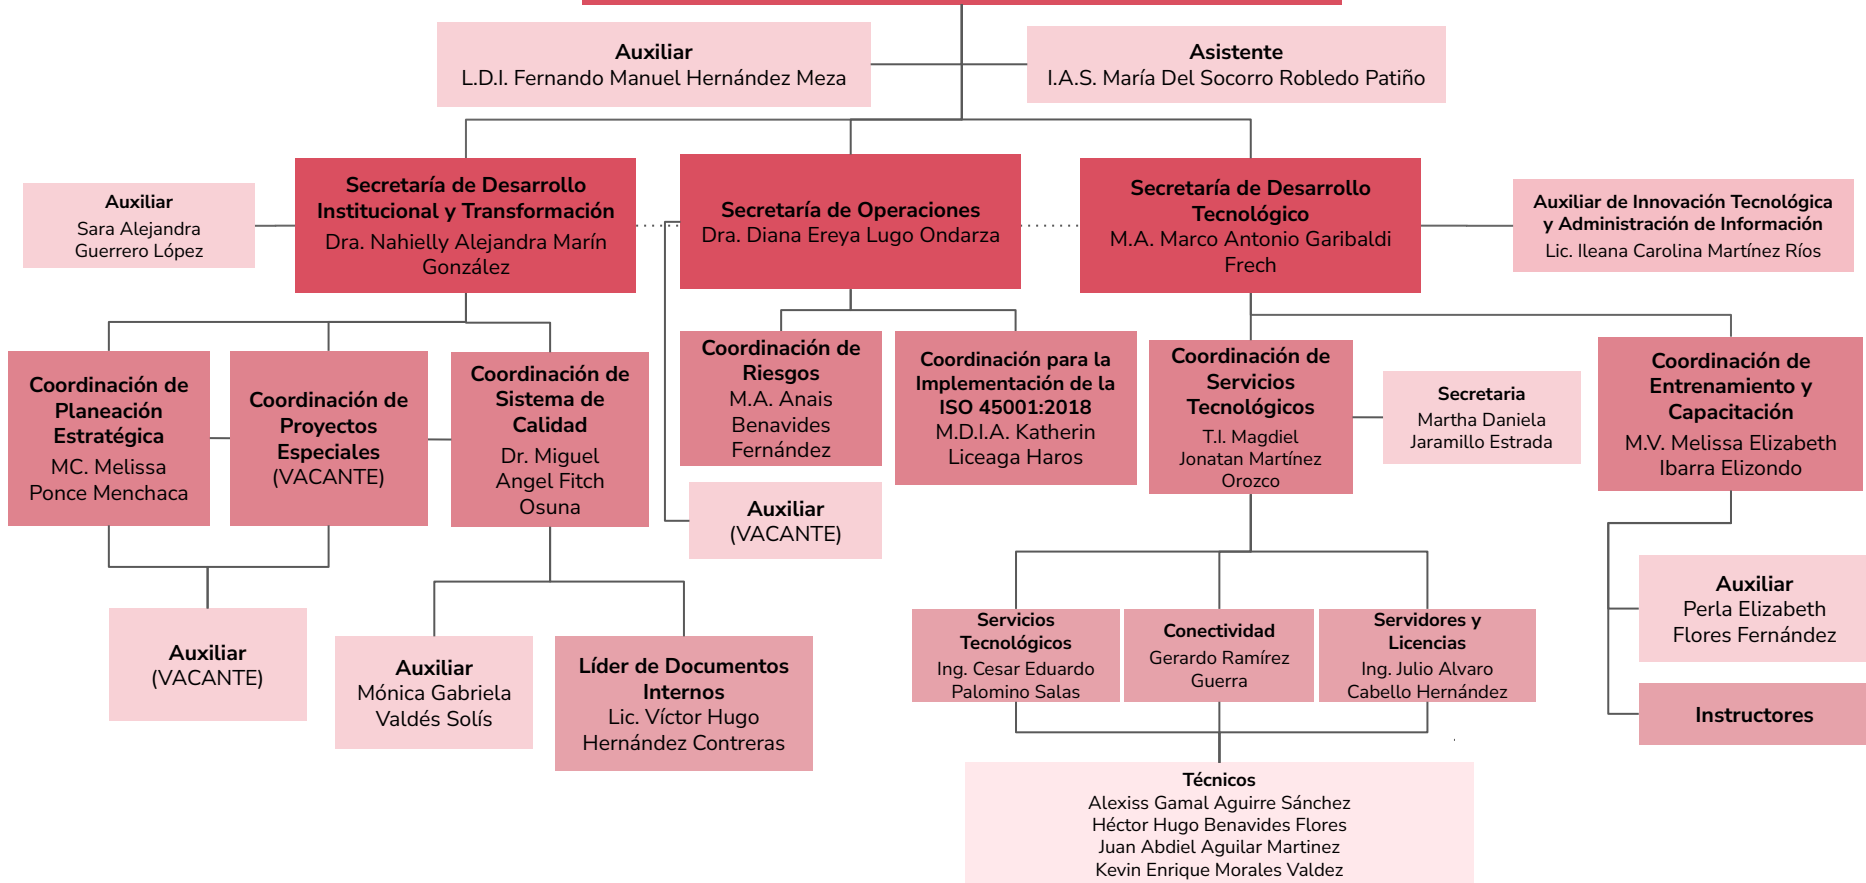 Auxiliar
L.D.I. Fernando Manuel Hernández Meza
Asistente
I.A.S. María Del Socorro Robledo Patiño
Auxiliar
Sara Alejandra
Guerrero López
Secretaría de Desarrollo
Institucional y Transformación
Dra. Nahielly Alejandra Marín
González
Secretaría de Operaciones
Dra. Diana Ereya Lugo Ondarza
Secretaría de Desarrollo
Tecnológico
M.A. Marco Antonio Garibaldi
Frech
Auxiliar de Innovación Tecnológica
y Administración de Información
Lic. Ileana Carolina Martínez Ríos
Coordinación de
Planeación
Estratégica
MC. Melissa
Ponce Menchaca
Coordinación de
Proyectos
Especiales
(VACANTE)
Coordinación de
Sistema de
Calidad
Dr. Miguel
Angel Fitch
Osuna
Coordinación de
Riesgos
M.A. Anais
Benavides
Fernández
Coordinación para la
Implementación de la
ISO 45001:2018
M.D.I.A. Katherin
Liceaga Haros
Coordinación de
Servicios
Tecnológicos
T.I. Magdiel
Jonatan Martínez
Orozco
Secretaria
Martha Daniela
Jaramillo Estrada
Coordinación de
Entrenamiento y
Capacitación
M.V. Melissa Elizabeth
Ibarra Elizondo
Auxiliar
(VACANTE)
Auxiliar
(VACANTE)
Auxiliar
Mónica Gabriela
Valdés Solís
Líder de Documentos
Internos
Lic. Víctor Hugo
Hernández Contreras
Servicios
Tecnológicos
Ing. Cesar Eduardo
Palomino Salas
Conectividad
Gerardo Ramírez
Guerra
Servidores y
Licencias
Ing. Julio Alvaro
Cabello Hernández
Auxiliar
Perla Elizabeth
Flores Fernández
Instructores
Técnicos
Alexiss Gamal Aguirre Sánchez
Héctor Hugo Benavides Flores
Juan Abdiel Aguilar Martinez
Kevin Enrique Morales Valdez